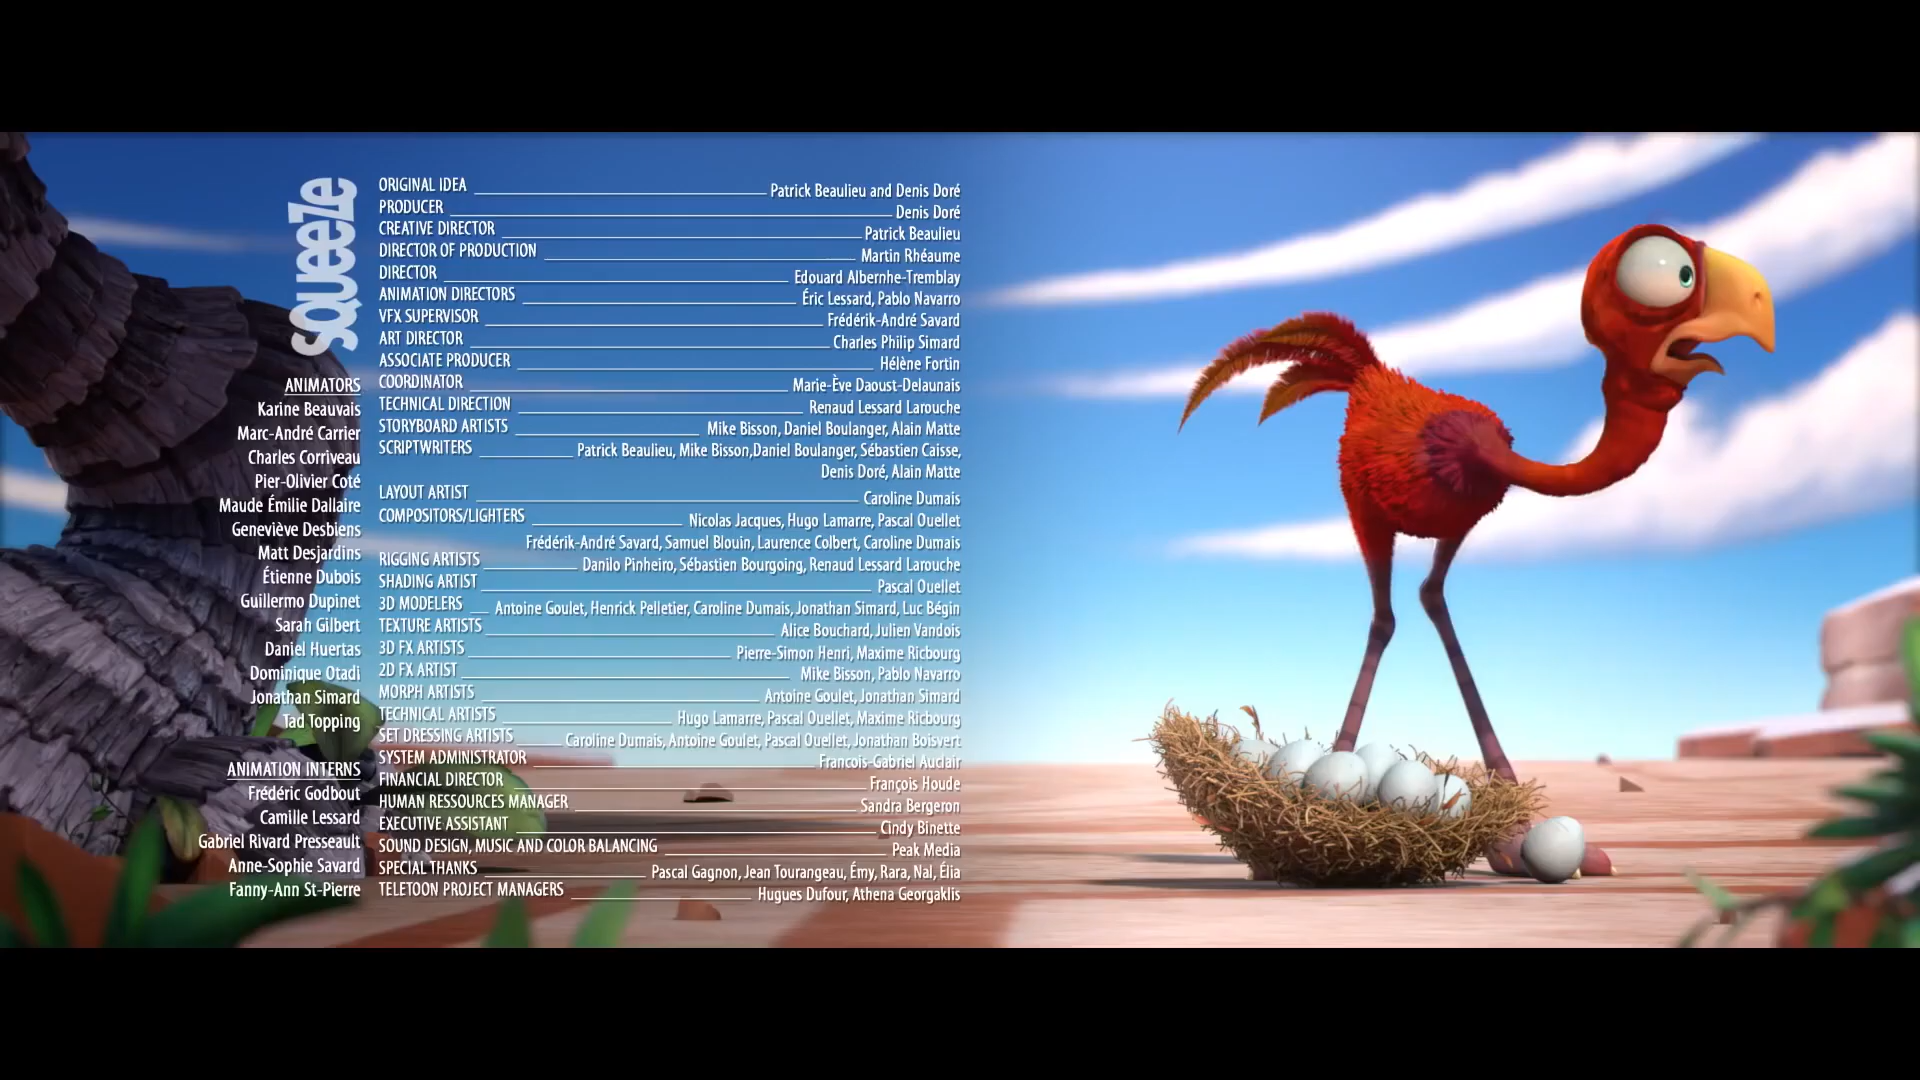 squeeze
ANIMATORS
Karine Beauvais
Marc-André Carrier
Charles Corriveau
Pier-Olivier Coté
Maude Émilie Dallaire
Geneviève Desbiens
Matt Desjardins
Étienne Dubois
Guillermo Dupinet
Sarah Gilbert
Daniel Huertas
Dominique Otadi
Jonathan Simard
Tad Topping
ANIMATION INTERNS
Frédéric Godbout
Camille Lessard
Gabriel Rivard Presseault
Anne-Sophie Savard
Fanny-Ann St-Pierre
ORIGINAL IDEA Patrick Beaulieu and Denis Doré
PRODUCER Denis Doré
CREATIVE DIRECTOR Patrick Beaulieu
DIRECTOR OF PRODUCTION Martin Rhéaume
DIRECTOR Edouard Albernhe-Tremblay
ANIMATION DIRECTORS Éric Lessard, Pablo Navarro
VFX SUPERVISOR Frédérik-André Savard
ART DIRECTOR Charles Philip Simard
ASSOCIATE PRODUCER Hélène Fortin
COORDINATOR Marie-Ève Daoust-Delaunais
TECHNICAL DIRECTION Renaud Lessard Larouche
STORYBOARD ARTISTS Mike Bisson, Daniel Boulanger, Alain Matte
SCRIPTWRITERS Patrick Beaulieu, Mike Bisson,Daniel Boulanger, Sébastien Caisse,
Denis Doré, Alain Matte
LAYOUT ARTIST Caroline Dumais
COMPOSITORS/LIGHTERS Nicolas Jacques, Hugo Lamarre, Pascal Ouellet
Frédérik-André Savard, Samuel Blouin, Laurence Colbert, Caroline Dumais
RIGGING ARTISTS Danilo Pinheiro, Sébastien Bourgoing, Renaud Lessard Larouche
SHADING ARTIST Pascal Ouellet
3D MODELERS Antoine Goulet, Henrick Pelletier, Caroline Dumais, Jonathan Simard, Luc Bégin
TEXTURE ARTISTS Alice Bouchard, Julien Vandois
3D FX ARTISTS Pierre-Simon Henri, Maxime Ricbourg
2D FX ARTIST Mike Bisson, Pablo Navarro
MORPH ARTISTS Antoine Goulet, Jonathan Simard
TECHNICAL ARTISTS Hugo Lamarre, Pascal Ouellet, Maxime Ricbourg
SET DRESSING ARTISTS Caroline Dumais, Antoine Goulet, Pascal Ouellet, Jonathan Boisvert
SYSTEM ADMINISTRATOR Francois-Gabriel Auclair
FINANCIAL DIRECTOR François Houde
HUMAN RESSOURCES MANAGER Sandra Bergeron
EXECUTIVE ASSISTANT Cindy Binette
SOUND DESIGN, MUSIC AND COLOR BALANCING Peak Media
SPECIAL THANKS Pascal Gagnon, Jean Tourangeau, Émy, Rara, Nal, Élia
TELETOON PROJECT MANAGERS Hugues Dufour, Athena Georgaklis